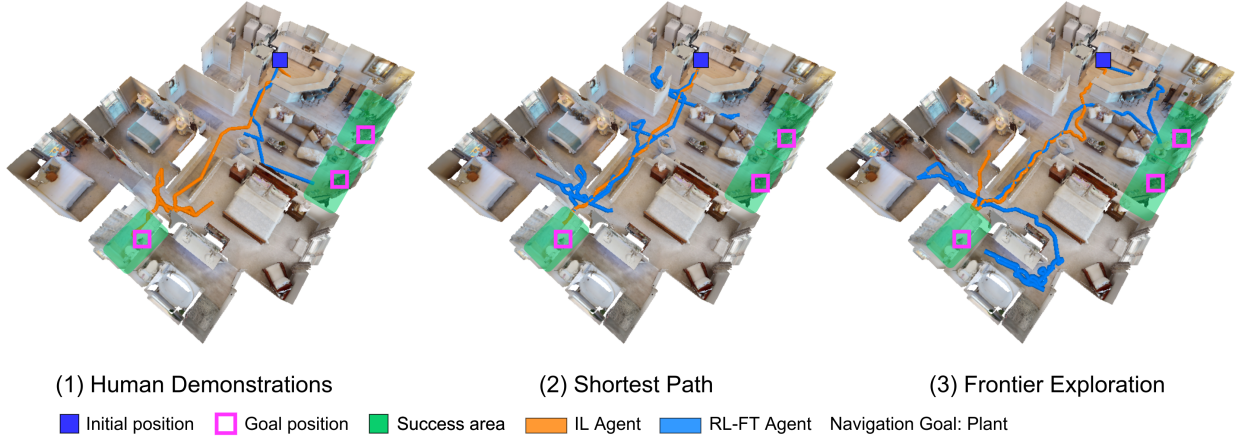 (1) Human Demonstrations
(2) Shortest Path
(3) Frontier Exploration
Initial position Goal position Success area IL Agent RL-FT Agent Navigation Goal: Plant